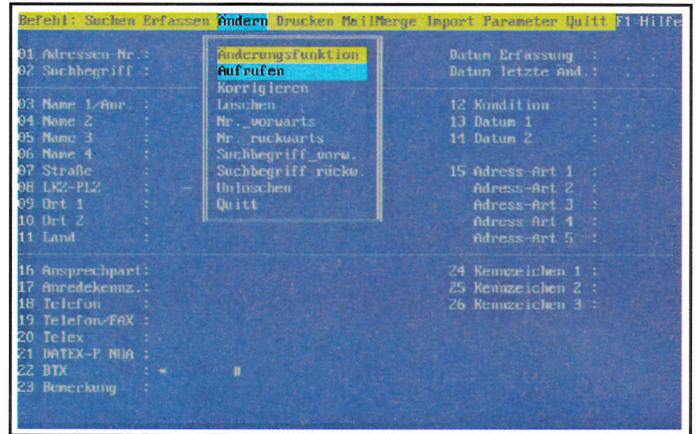 Befehl: Suchen Erfassen Ändern Drucken MailMerge Import Parameter Quitt F1-Hilfe
01 Adressen-Nr.: Änderungsfunktion Datum Erfassung : . .
02 Suchbegriff : Aufrufen Datum letzte Änd.: . .
Korrigieren
03 Name 1/Anr. : Löschen 12 Kondition :
04 Name 2 : Nr._vorwärts 13 Datum 1 : . .
05 Name 3 : Nr._rückwärts 14 Datum 2 : . .
06 Name 4 : Suchbegriff_vorw.
07 Straße : Suchbegriff rückw. 15 Adress-Art 1 :
08 LKZ-PLZ : - Unlöschen Adress-Art 2 :
09 Ort 1 : Quitt Adress-Art 3 :
10 Ort 2 : Adress-Art 4 :
11 Land : Adress-Art 5 :
16 Ansprechpart: 24 Kennzeichen 1 :
17 Anredekennz.: 25 Kennzeichen 2 :
18 Telefon : 26 Kennzeichen 3 :
19 Telefon/FAX :
20 Telex :
21 DATEX-P NUA :
22 BTX : * #
23 Bemerkung :